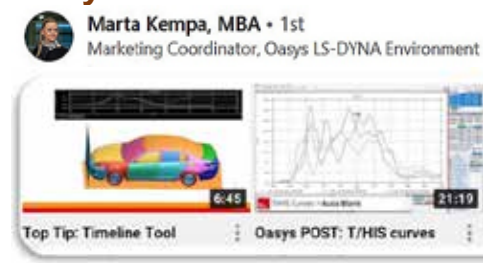 Marta Kempa, MBA • 1st
Marketing Coordinator, Oasys LS-DYNA Environment
6:45
21:19
Top Tip: Timeline Tool
Oasys POST: T/HIS curves